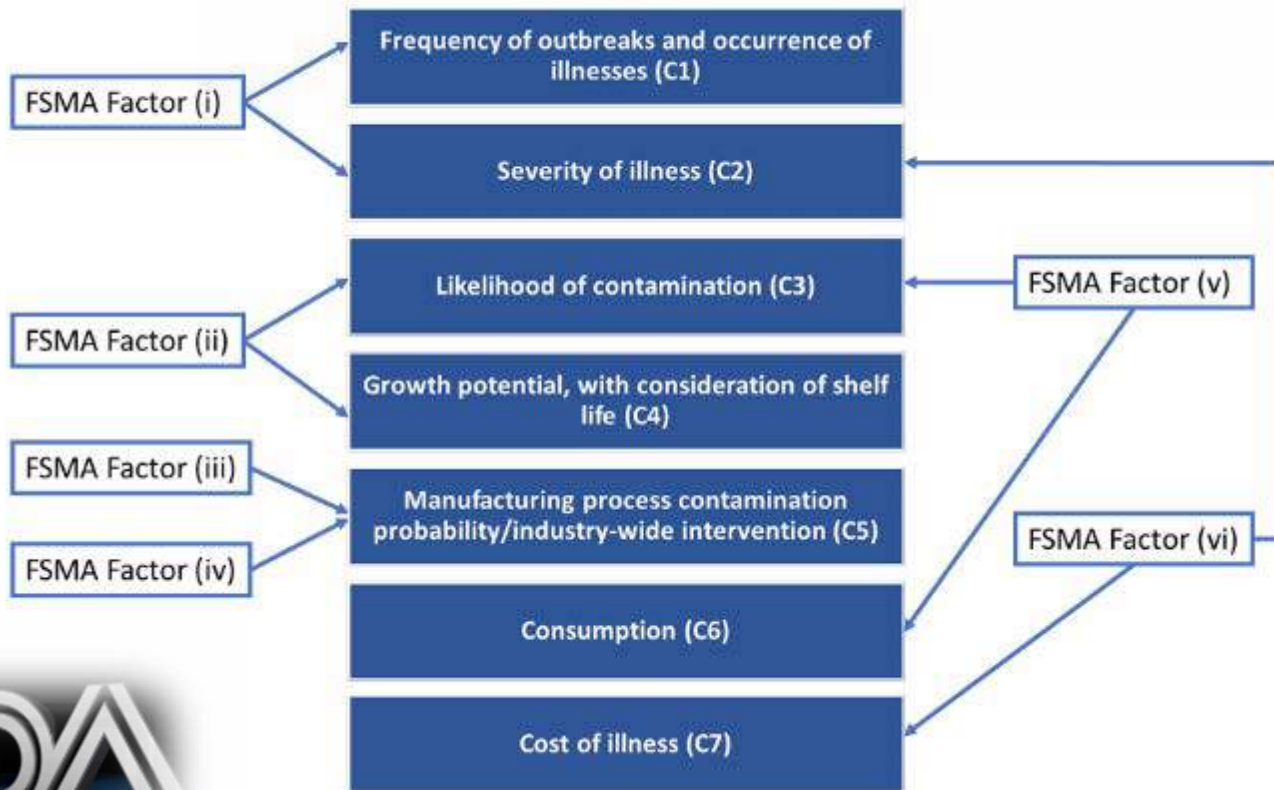 Frequency of outbreaks and occurrence of
illnesses (C1)
FSMA Factor (i)
Severity of illness (C2)
Likelihood of contamination (C3)
FSMA Factor (v)
FSMA Factor (ii)
Growth potential, with consideration of shelf
life (C4)
FSMA Factor (iii)
Manufacturing process contamination
probability/industry-wide intervention (C5)
FSMA Factor (iv)
FSMA Factor (vi)
Consumption (C6)
Cost of illness (C7)